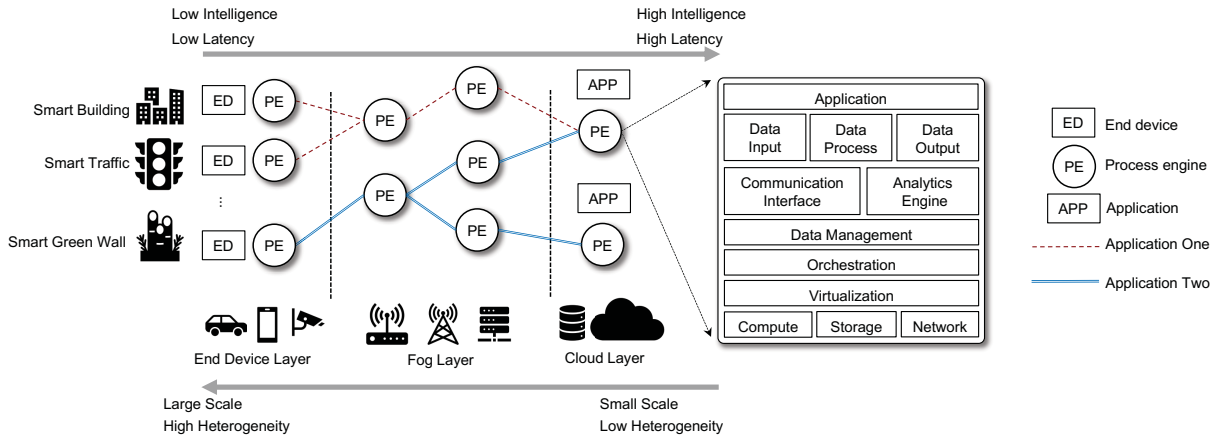 Low Intelligence
Low Latency
High Intelligence
High Latency
Smart Building
ED
PE
PE
PE
APP
PE
Smart Traffic
ED
PE
PE
...
Smart Green Wall
ED
PE
PE
PE
APP
PE
End Device Layer
Fog Layer
Cloud Layer
Large Scale
High Heterogeneity
Small Scale
Low Heterogeneity
Application
Data
Input
Data
Process
Data
Output
Communication
Interface
Analytics
Engine
Data Management
Orchestration
Virtualization
Compute
Storage
Network
ED
End device
PE
Process engine
APP
Application
Application One
Application Two